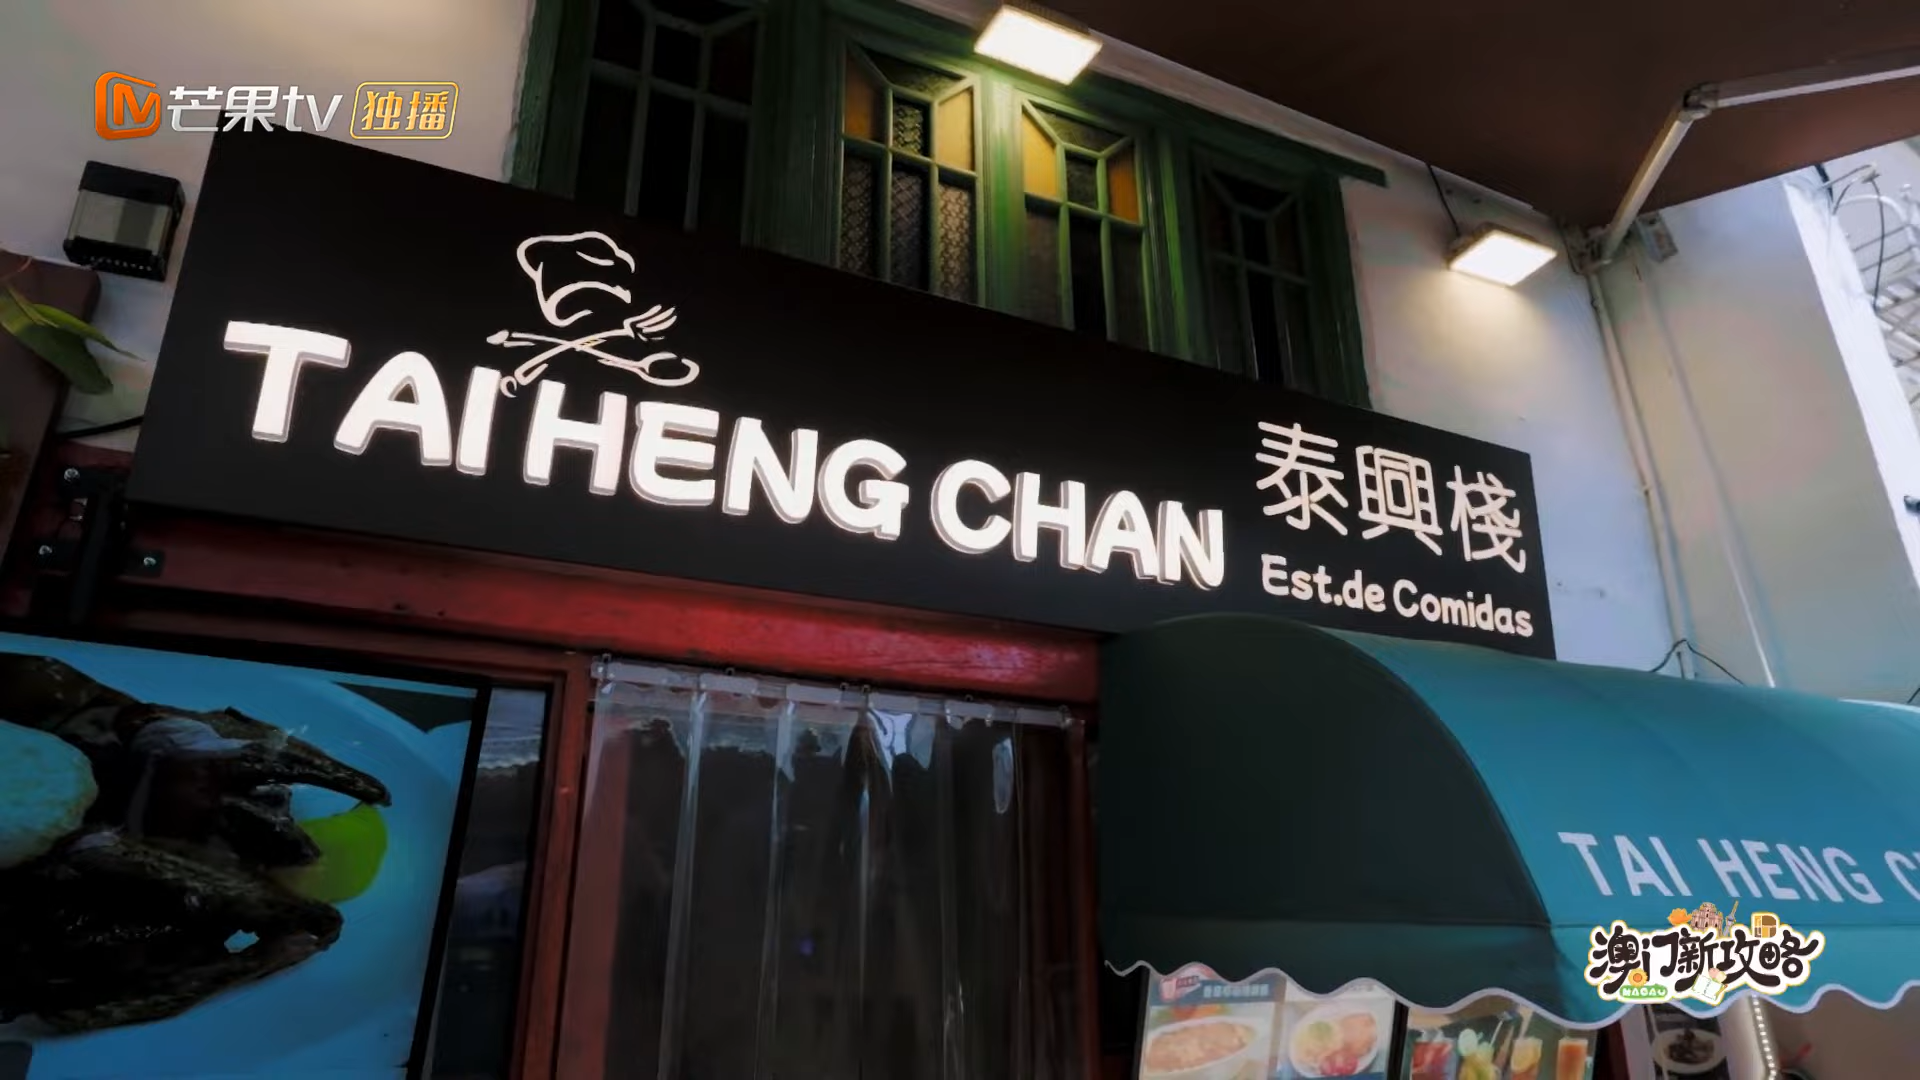 芒果tv 独播
TAI HENG CHAN
泰興棧
Est.de Comidas
TAI HENG C
澳门新攻略
MACAU